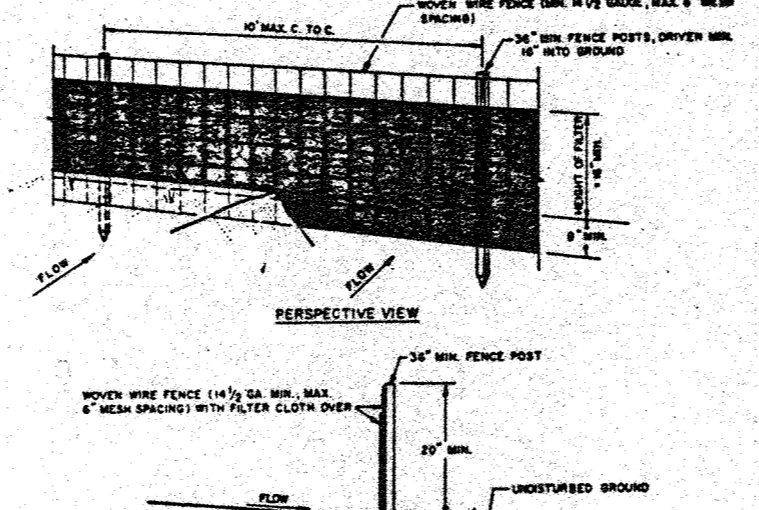 WOVEN WIRE FENCE (MIN. 14 1/2 GAUGE, MAX. 6" MESH
SPACING)
10' MAX. C. TO C.
36" MIN. FENCE POSTS, DRIVEN MIN.
16" INTO GROUND
HEIGHT OF FILTER
= 16" MIN.
8" MIN.
FLOW
FLOW
PERSPECTIVE VIEW
36" MIN. FENCE POST
WOVEN WIRE FENCE (14 1/2 GA. MIN., MAX.
6" MESH SPACING) WITH FILTER CLOTH OVER
20" MIN.
UNDISTURBED GROUND
FLOW